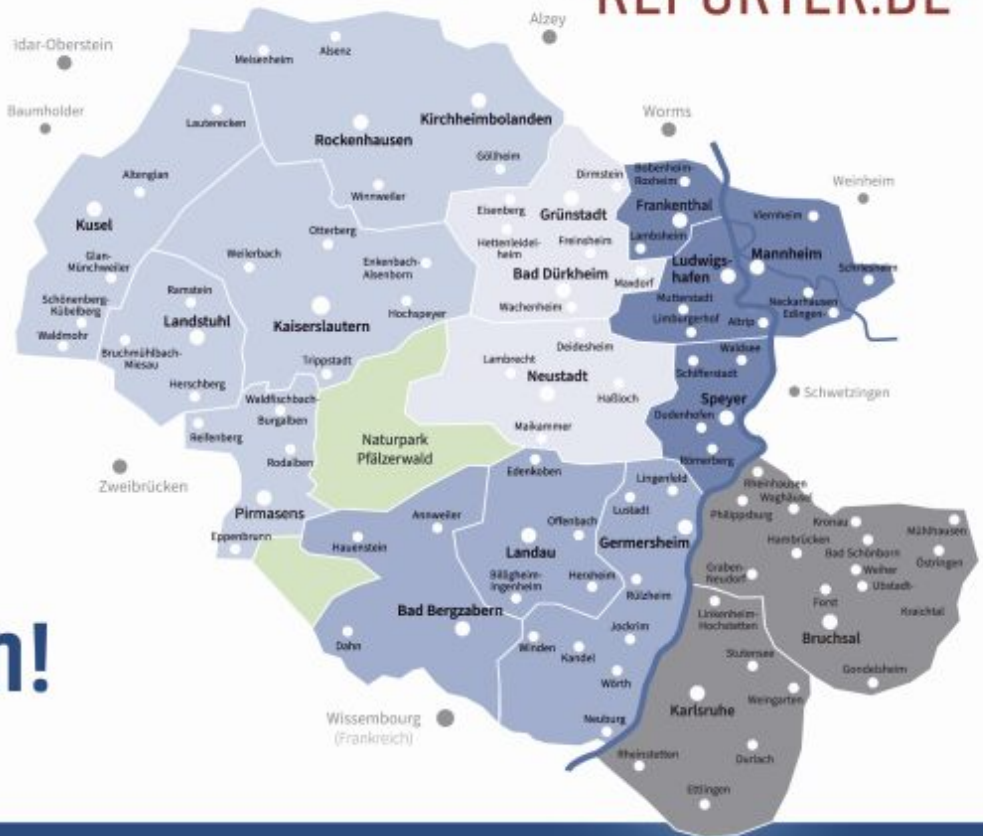 REPORTER.DE
Alzey
Idar-Oberstein
Alsenz
Meisenheim
Baumholder
Lauterecken
Kirchheimbolanden
Worms
Rockenhausen
Göllheim
Altenglan
Winnweiler
Dirmstein
Bobenheim-
Roxheim
Weinheim
Kusel
Eisenberg
Grünstadt
Frankenthal
Viernheim
Otterberg
Hettenleidel-
heim
Freinsheim
Lambsheim
Glan-
Münchweiler
Weilerbach
Enkenbach-
Alsenborn
Bad Dürkheim
Maxdorf
Ludwigs-
hafen
Mannheim
Schriesheim
Schönenberg-
Kübelberg
Ramstein
Hochspeyer
Wachenheim
Mutterstadt
Neckarhausen
Edingen-
Waldmohr
Landstuhl
Kaiserslautern
Limburgerhof
Altrip
Bruchmühlbach-
Miesau
Trippstadt
Lambrecht
Deidesheim
Waldsee
Schifferstadt
Herschberg
Neustadt
Haßloch
Speyer
Schwetzingen
Waldfischbach-
Burgalben
Dudenhofen
Reifenberg
Maikammer
Naturpark
Pfälzerwald
Rodalben
Edenkoben
Römerberg
Zweibrücken
Lingenfeld
Rheinhausen
Waghäusel
Pirmasens
Annweiler
Lustadt
Philippsburg
Kronau
Mühlhausen
Eppenbrunn
Hauenstein
Offenbach
Germersheim
Hambrücken
Bad Schönborn
Östringen
Landau
Weiher
Ubstadt-
Billigheim-
Ingenheim
Herxheim
Rülzheim
Graben-
Neudorf
Forst
Kraichtal
Bad Bergzabern
Linkenheim-
Hochstetten
Bruchsal
Dahn
Winden
Kandel
Jockrim
Stutensee
Gondelsheim
Wörth
Weingarten
n!
Wissembourg
(Frankreich)
Neuburg
Karlsruhe
Rheinstetten
Durlach
Ettlingen